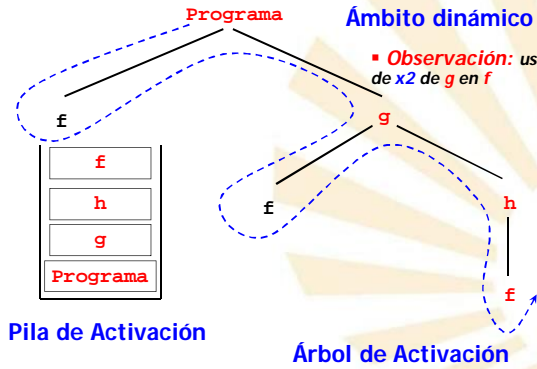 Programa
Ámbito dinámico
▪ Observación: us
de x2 de g en f
f
g
f
h
f
h
g
Programa
f
Pila de Activación
Árbol de Activación